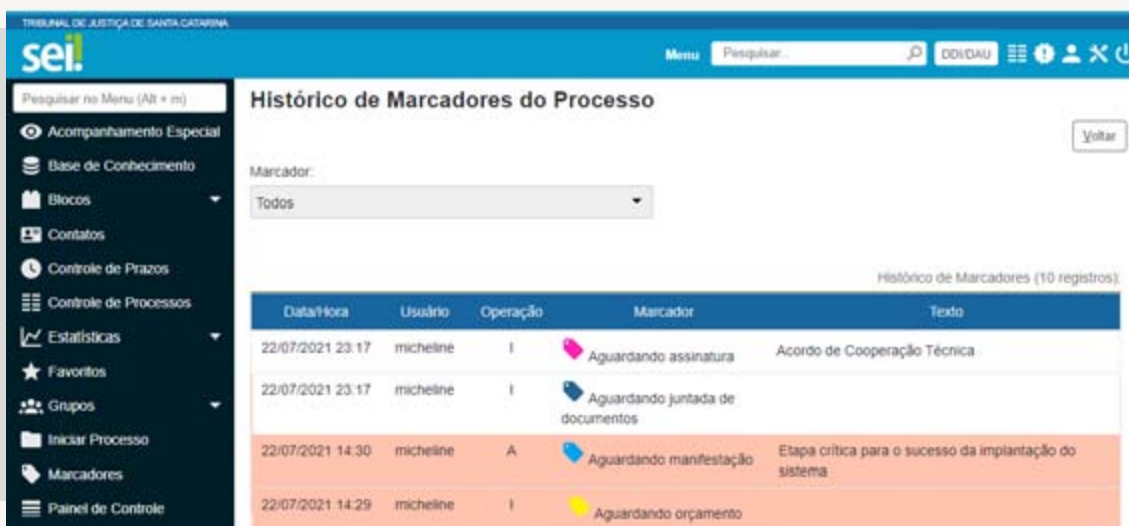 TRIBUNAL DE JUSTIÇA DE SANTA CATARINA
sei!
Menu
Pesquisar...
DDI/DAU
Pesquisar no Menu (Alt + m)
Acompanhamento Especial
Base de Conhecimento
Blocos
Contatos
Controle de Prazos
Controle de Processos
Estatísticas
Favoritos
Grupos
Iniciar Processo
Marcadores
Painel de Controle
Histórico de Marcadores do Processo
Voltar
Marcador:
Todos
Histórico de Marcadores (10 registros):
Data/Hora Usuário Operação Marcador Texto
22/07/2021 23:17 micheline I Aguardando assinatura Acordo de Cooperação Técnica
22/07/2021 23:17 micheline I Aguardando juntada de
documentos
22/07/2021 14:30 micheline A Aguardando manifestação Etapa crítica para o sucesso da implantação do
sistema
22/07/2021 14:29 micheline I Aguardando orçamento